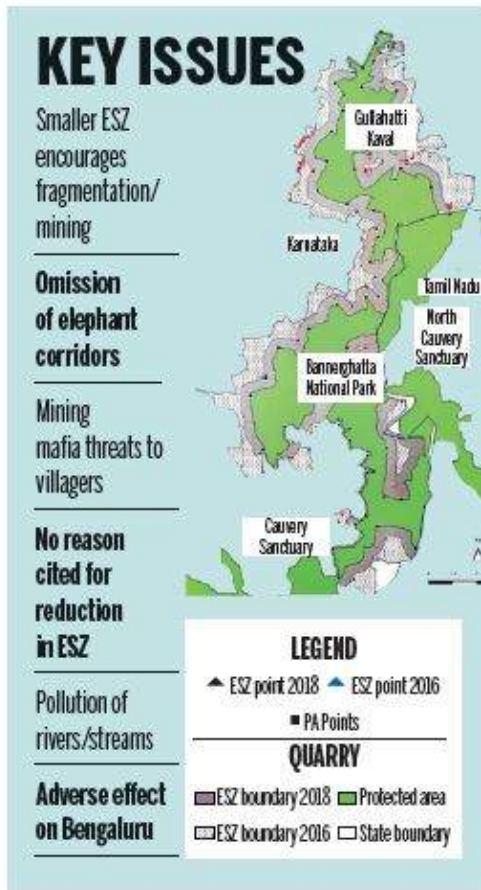 KEY ISSUES
Smaller ESZ
encourages
fragmentation/
mining
Omission
of elephant
corridors
Mining
mafia threats to
villagers
No reason
cited for
reduction
in ESZ
Pollution of
rivers/streams
Adverse effect
on Bengaluru
Gullahatti
Kaval
Karnataka
Tamil Nadu
North
Cauvery
Sanctuary
Bannerghatta
National Park
Cauvery
Sanctuary
LEGEND
ESZ point 2018 ESZ point 2016
PA Points
QUARRY
ESZ boundary 2018 Protected area
ESZ boundary 2016 State boundary